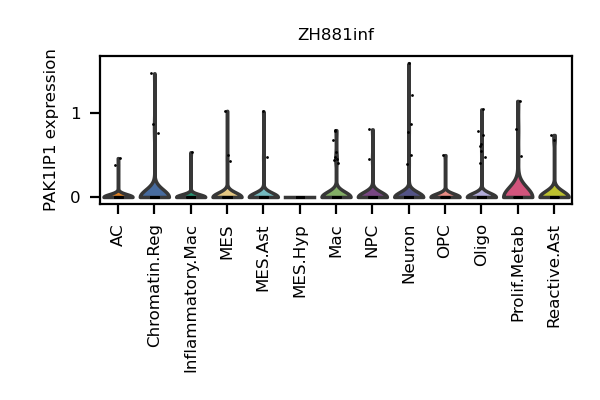 ZH881inf
PAK1IP1 expression
1
0
AC
Chromatin.Reg
Inflammatory.Mac
MES
MES.Ast
MES.Hyp
Mac
NPC
Neuron
OPC
Oligo
Prolif.Metab
Reactive.Ast